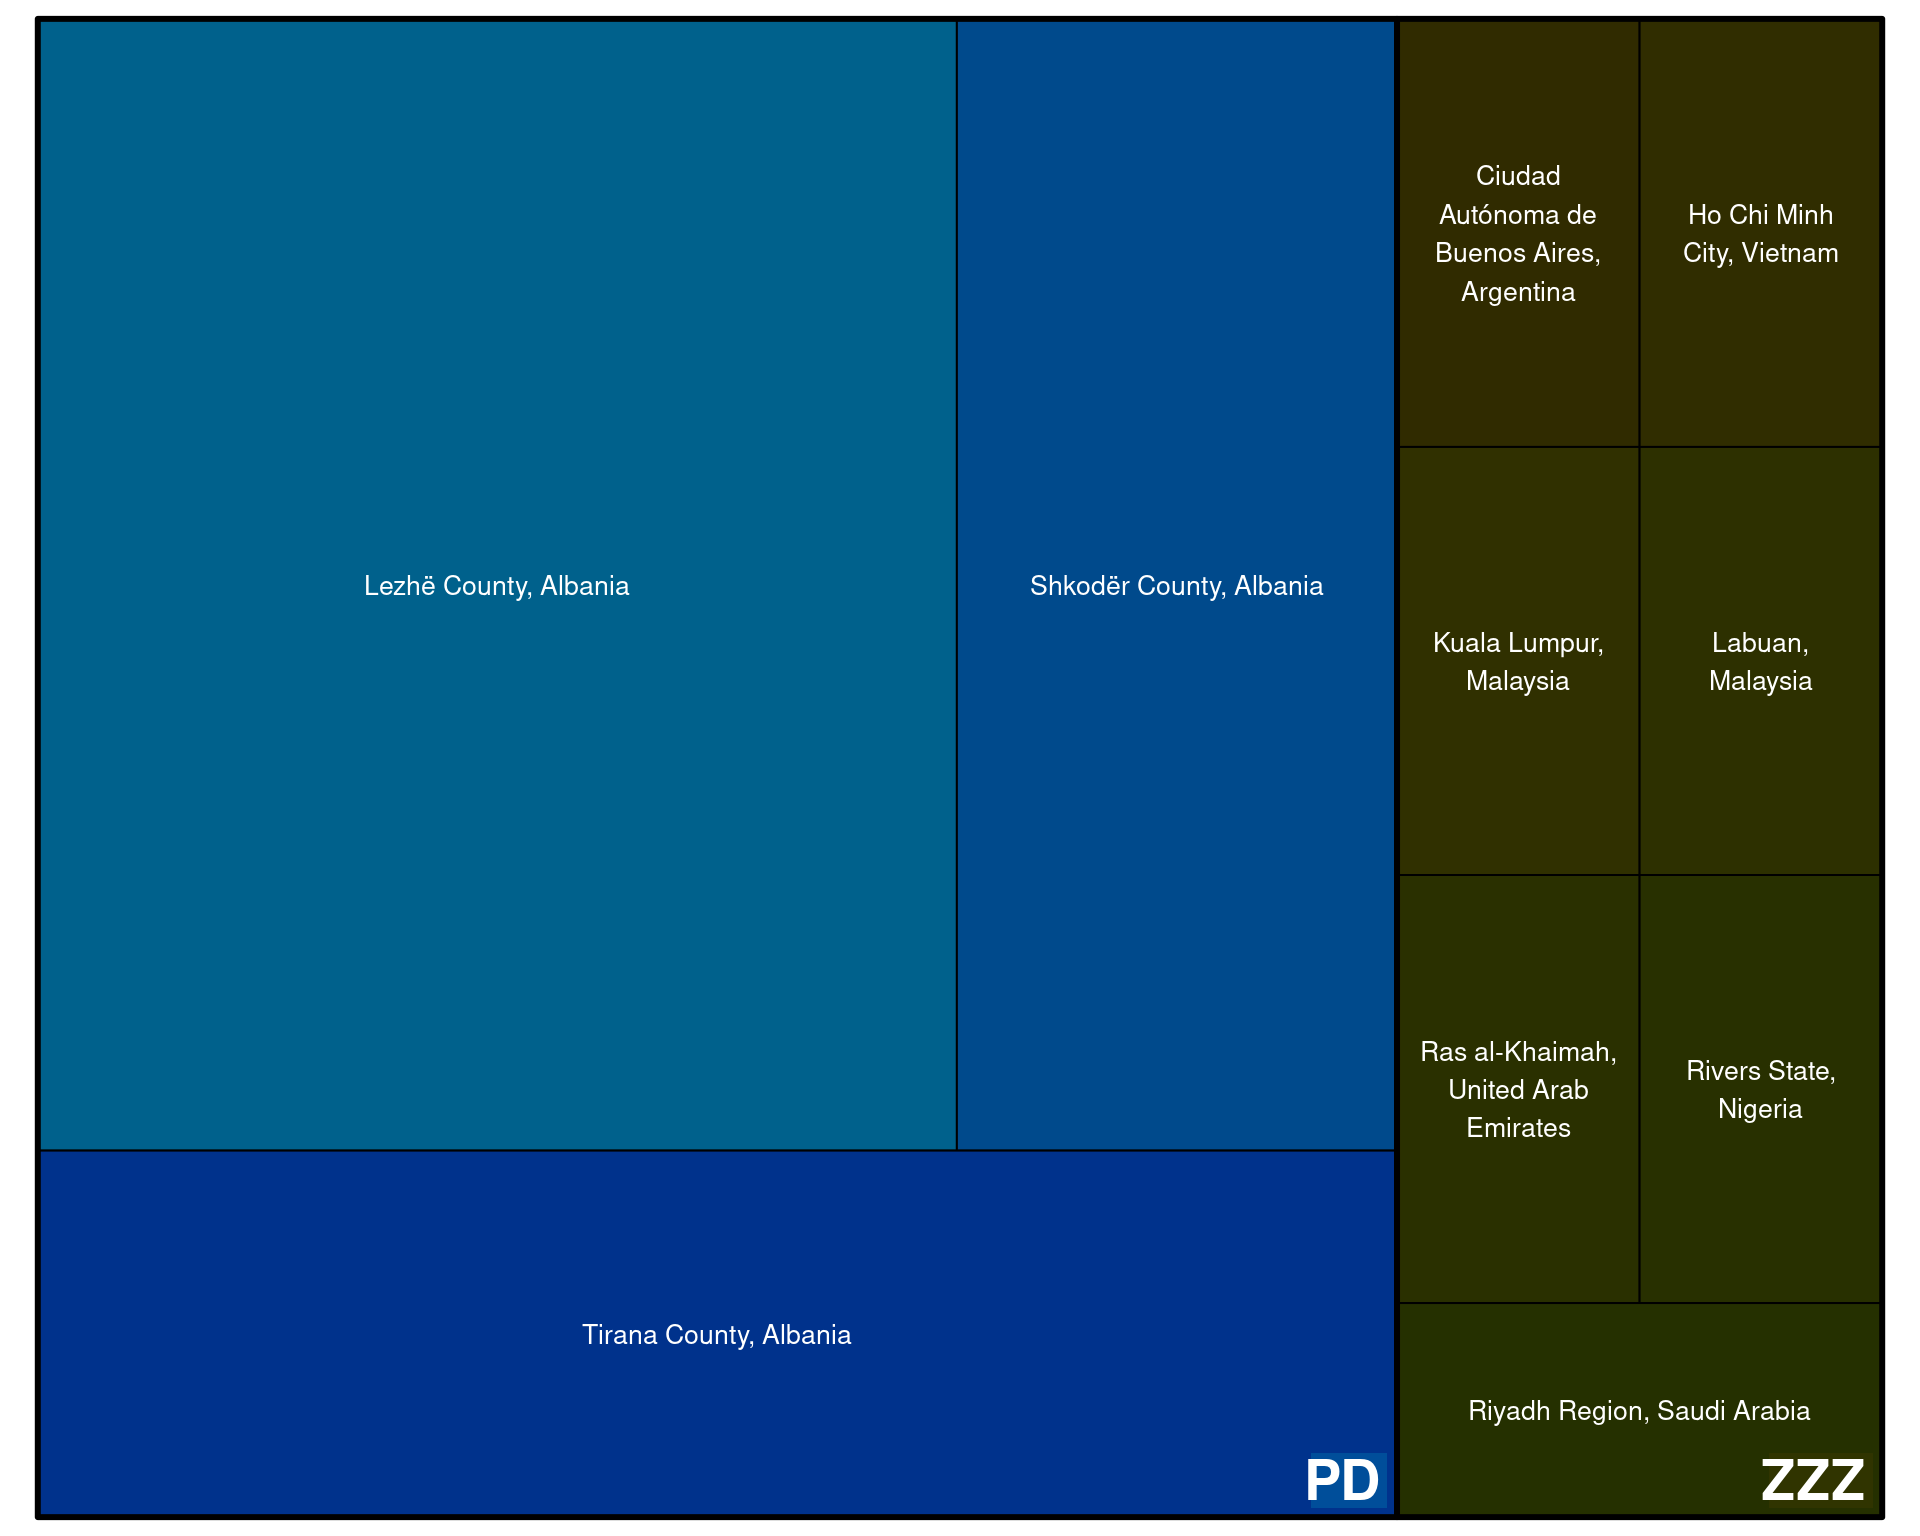 Lezhë County, Albania
Shkodër County, Albania
Tirana County, Albania
PD
Ciudad
Autónoma de
Buenos Aires,
Argentina
Ho Chi Minh
City, Vietnam
Kuala Lumpur,
Malaysia
Labuan,
Malaysia
Ras al-Khaimah,
United Arab
Emirates
Rivers State,
Nigeria
Riyadh Region, Saudi Arabia
ZZZ